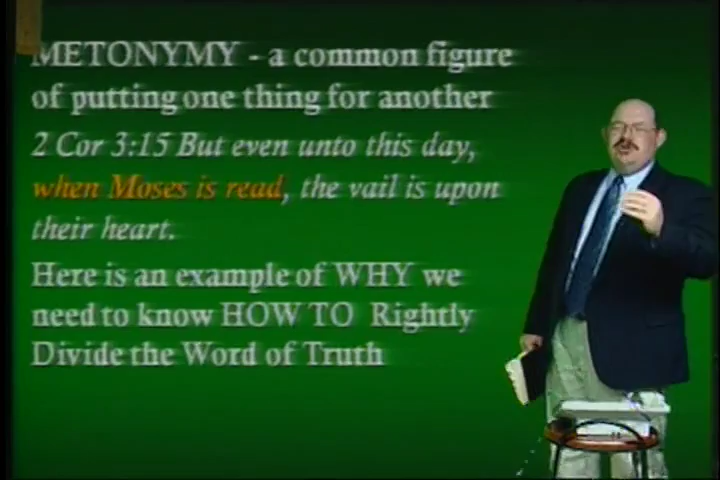 METONYMY - a common figure
of putting one thing for another
2 Cor 3:15 But even unto this day,
when Moses is read, the vail is upon
their heart.
Here is an example of WHY we
need to know HOW TO Rightly
Divide the Word of Truth